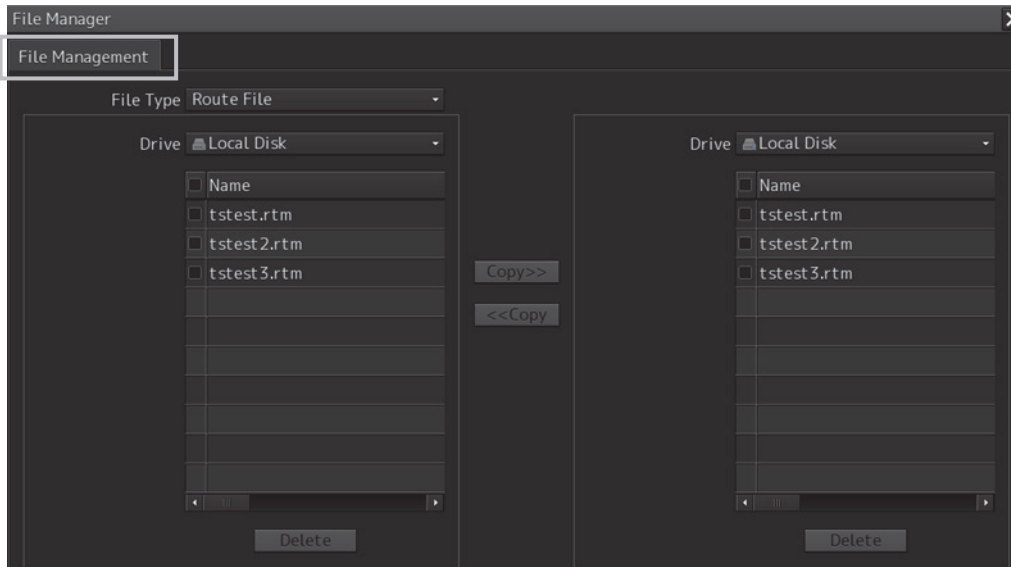 File Manager
File Management
File Type Route File
Drive Local Disk
Name
tstest.rtm
tstest2.rtm
tstest3.rtm
Delete
Copy>>
<<Copy
Drive Local Disk
Name
tstest.rtm
tstest2.rtm
tstest3.rtm
Delete